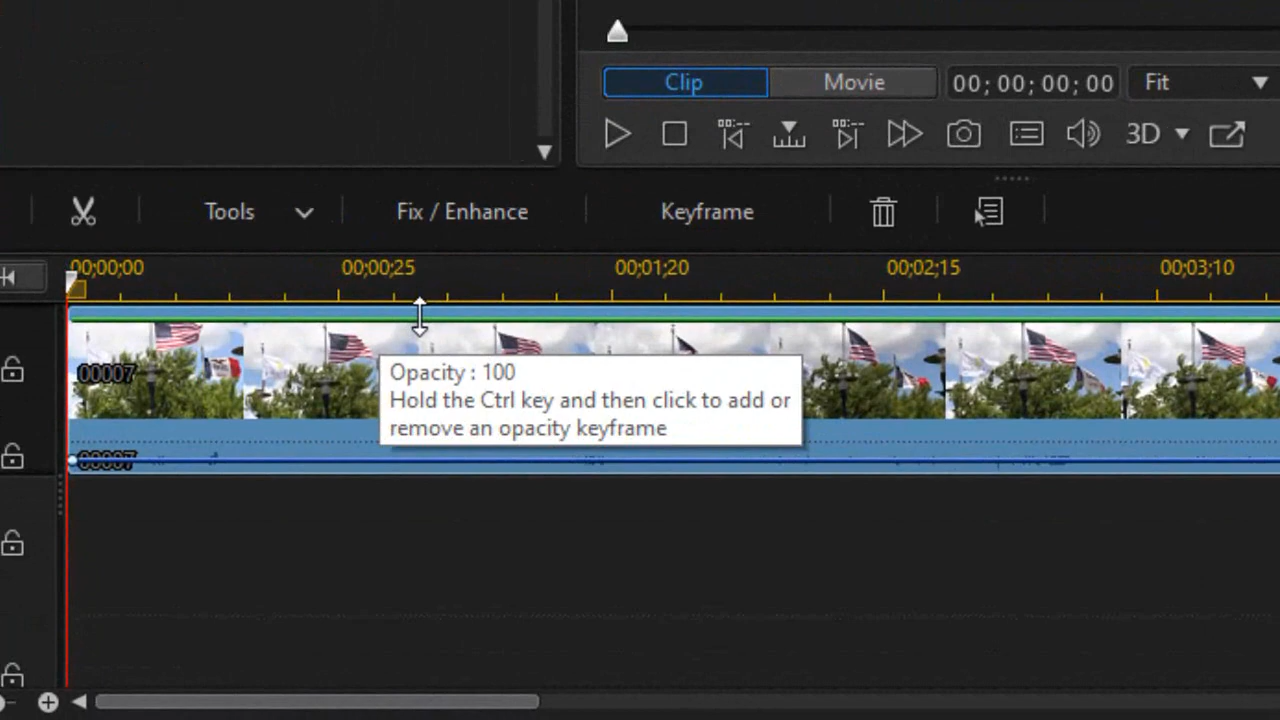 Clip Movie 00; 00; 00; 00 Fit
3D
Tools Fix / Enhance Keyframe
00;00;00 00;00;25 00;01;20 00;02;15 00;03;10
00007
Opacity : 100
Hold the Ctrl key and then click to add or
remove an opacity keyframe
00007